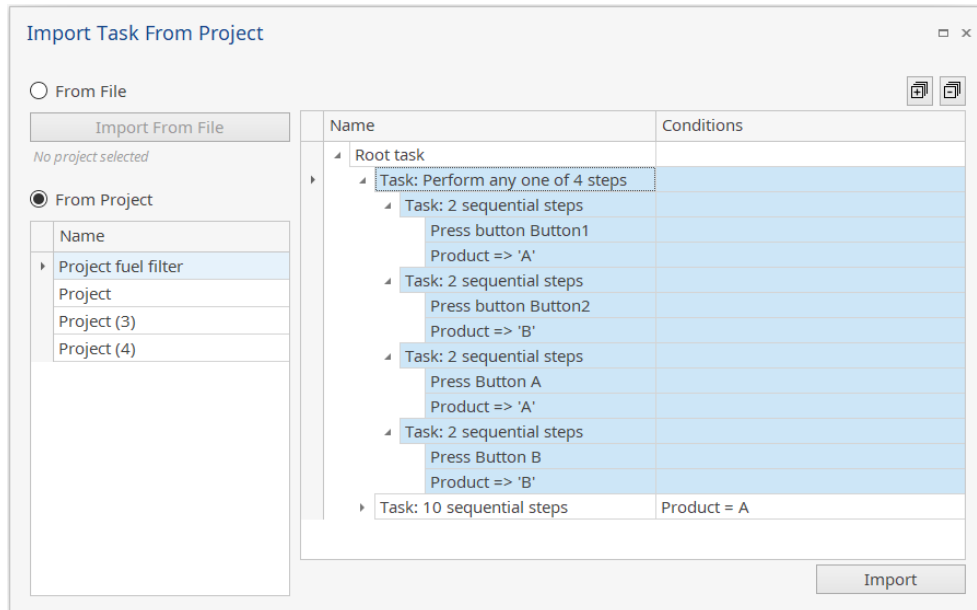 Import Task From Project
From File
Import From File
No project selected
From Project
Name
Project fuel filter
Project
Project (3)
Project (4)
Name Conditions
Root task
Task: Perform any one of 4 steps
Task: 2 sequential steps
Press button Button1
Product => 'A'
Task: 2 sequential steps
Press button Button2
Product => 'B'
Task: 2 sequential steps
Press Button A
Product => 'A'
Task: 2 sequential steps
Press Button B
Product => 'B'
Task: 10 sequential steps Product = A
Import